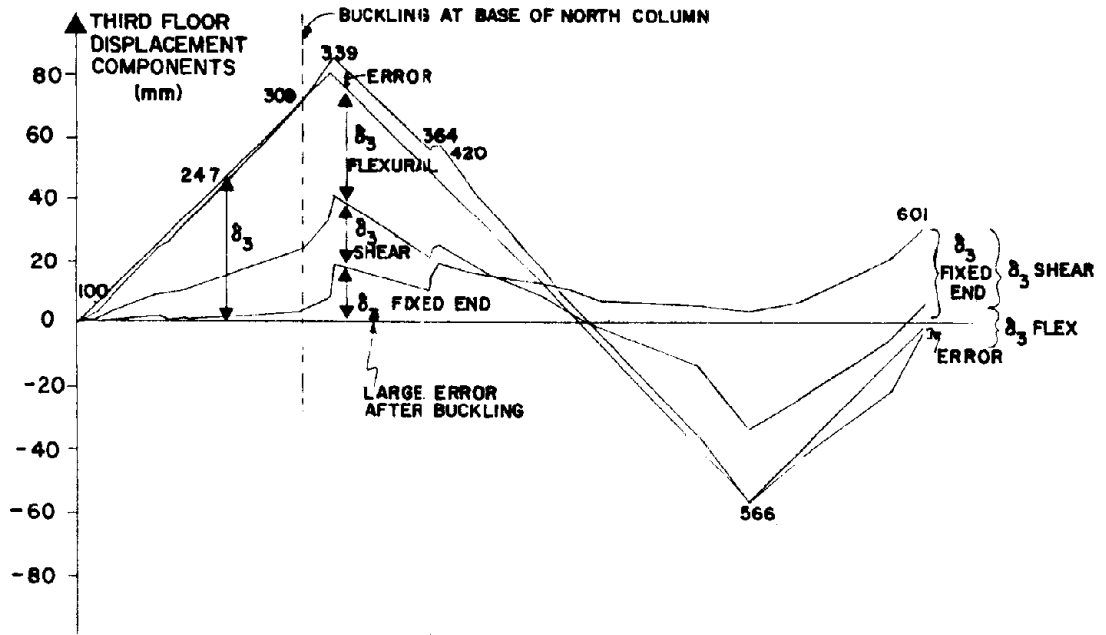 BUCKLING AT BASE OF NORTH COLUMN
THIRD FLOOR
DISPLACEMENT
COMPONENTS
(mm)
80
60
40
20
0
-20
-40
-60
-80
100
247
309
339
ERROR
δ3
FLEXURAL
δ3
δ3
SHEAR
δ3
FIXED END
364
420
LARGE ERROR
AFTER BUCKLING
566
601
δ3
FIXED
END
δ3 SHEAR
δ3 FLEX
ERROR